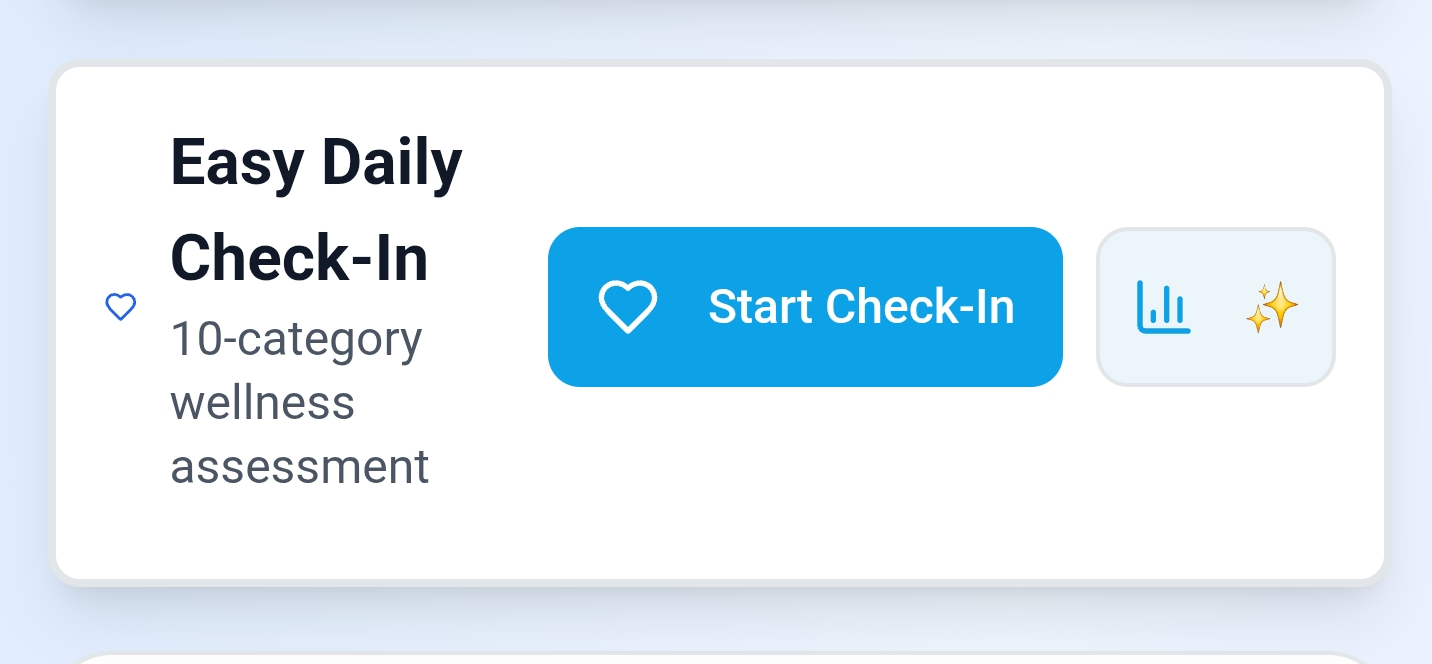 Easy Daily
Check-In
10-category
wellness
assessment
Start Check-In